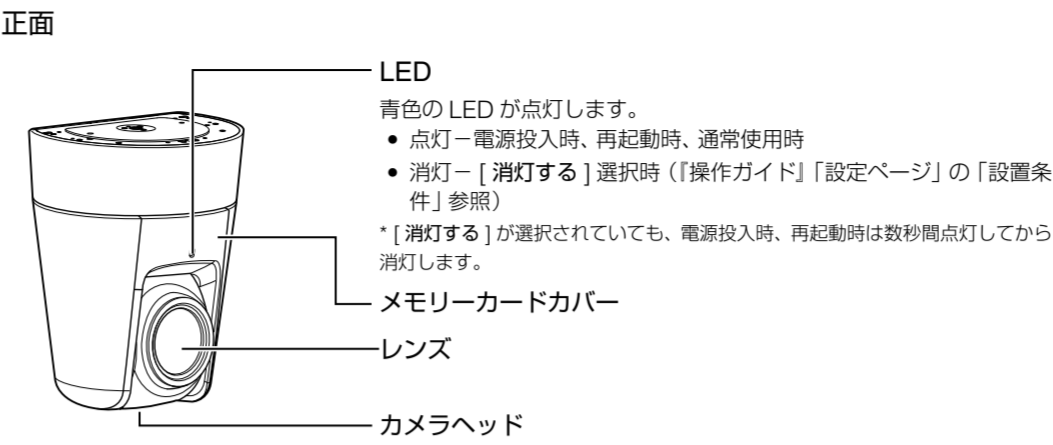 正面
LED
青色の LED が点灯します。
• 点灯－電源投入時、再起動時、通常使用時
• 消灯－ [ 消灯する ] 選択時（『操作ガイド』「設定ページ」の「設置条
件」参照）
* [ 消灯する ] が選択されていても、電源投入時、再起動時は数秒間点灯してから
消灯します。
メモリーカードカバー
レンズ
カメラヘッド